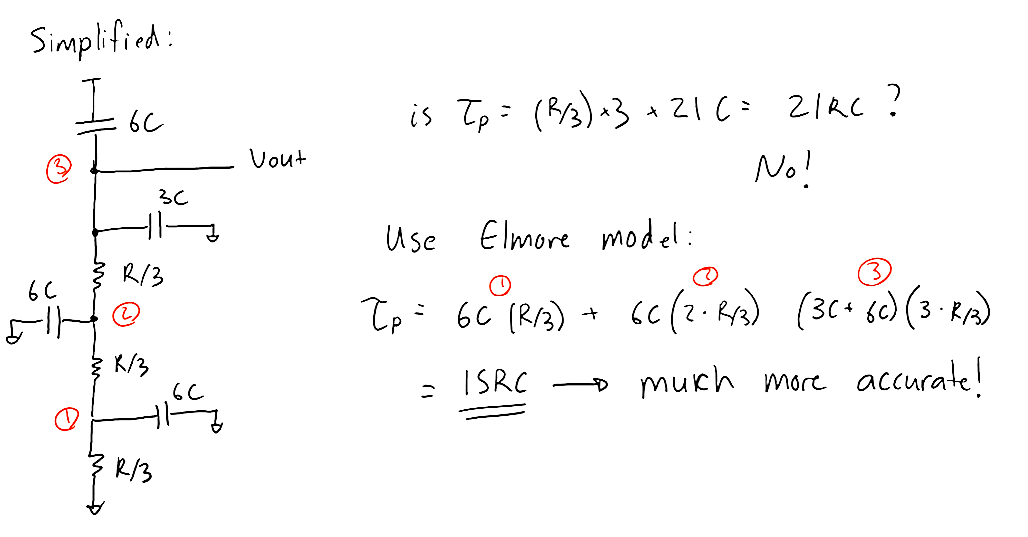 Simplified:
6C
③ Vout
3C
R/3
6C
②
R/3
6C
①
R/3
is τp = (R/3)×3 × 21C = 21RC ?
No!
Use Elmore model:
① ② ③
τp = 6C (R/3) + 6C (2·R/3) (3C+6C)(3·R/3)
= 15RC → much more accurate!